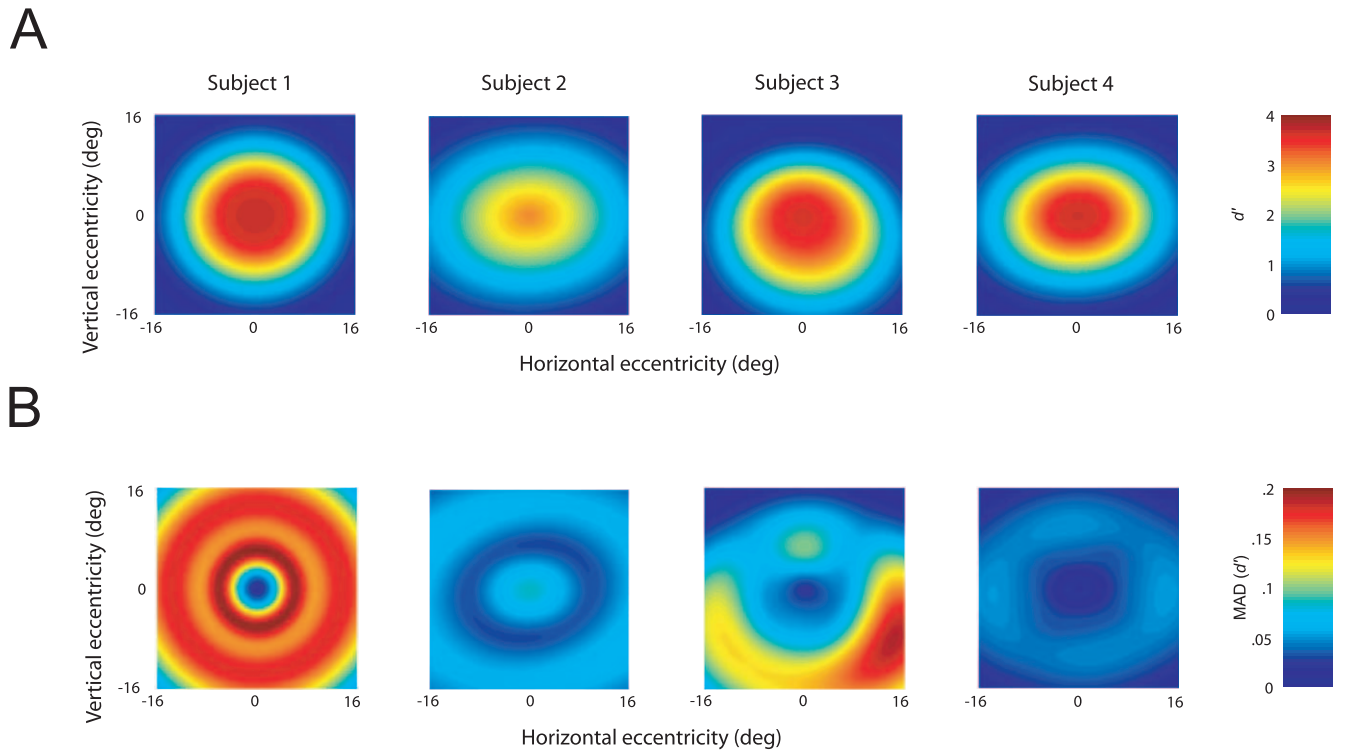 A
Subject 1 Subject 2 Subject 3 Subject 4
Vertical eccentricity (deg)
16
0
-16
-16 0 16
-16 0 16
-16 0 16
-16 0 16
Horizontal eccentricity (deg)
4
3
2
1
0
d′
B
Vertical eccentricity (deg)
16
0
-16
-16 0 16
-16 0 16
-16 0 16
-16 0 16
Horizontal eccentricity (deg)
.2
.15
.1
.05
0
MAD (d′)